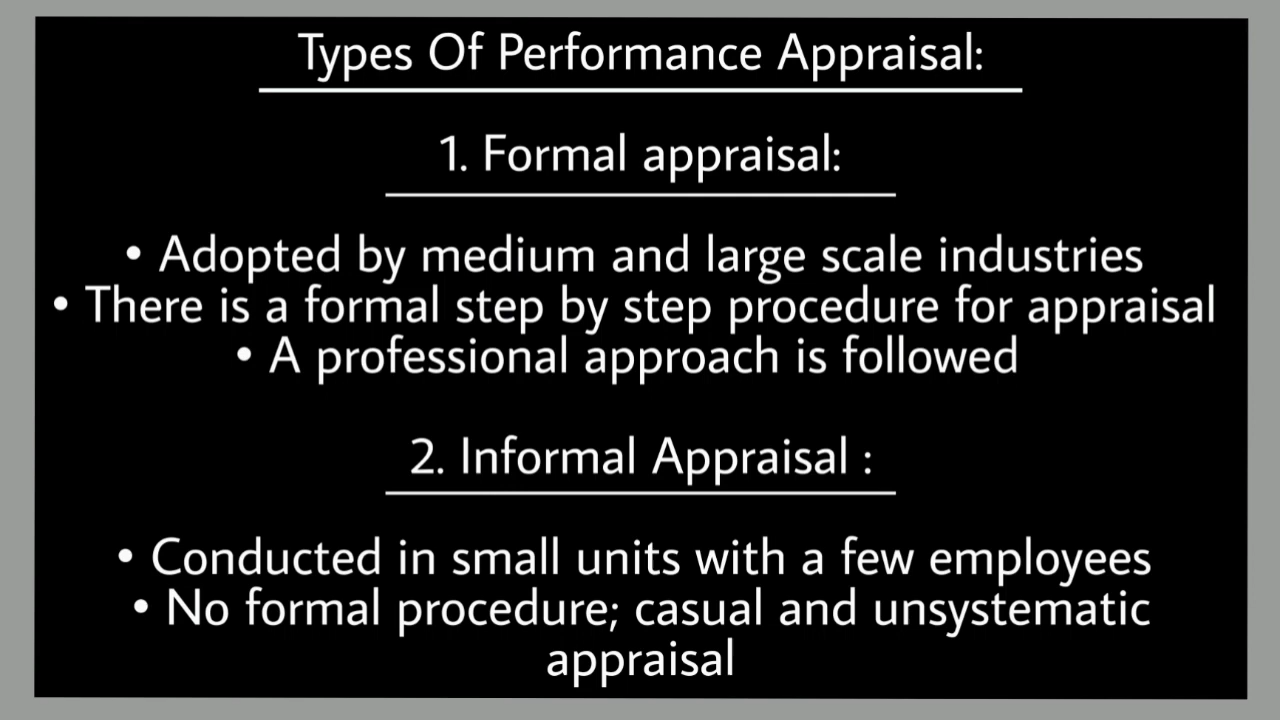 Types Of Performance Appraisal:
1. Formal appraisal:
• Adopted by medium and large scale industries
• There is a formal step by step procedure for appraisal
• A professional approach is followed
2. Informal Appraisal :
• Conducted in small units with a few employees
• No formal procedure; casual and unsystematic
appraisal